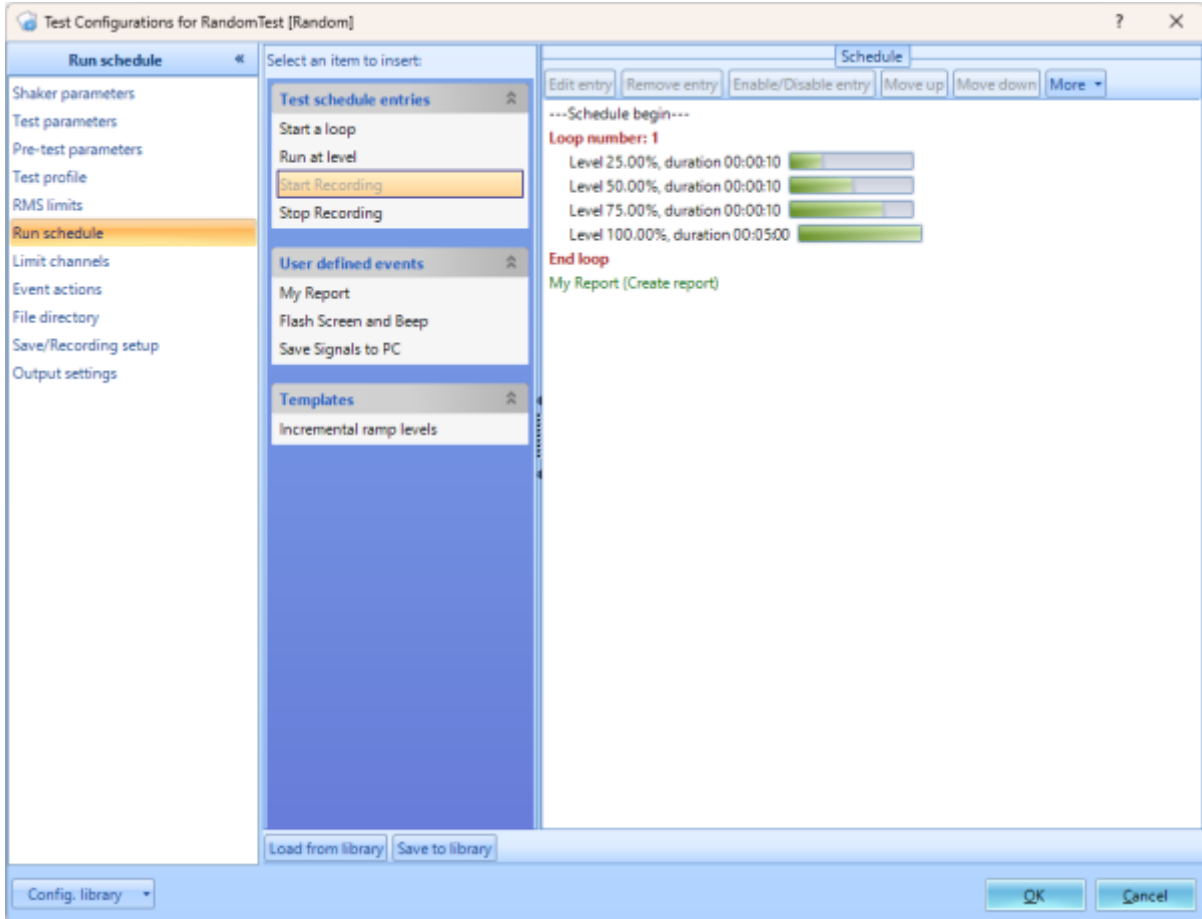 Test Configurations for RandomTest [Random]
?
Run schedule
«
Shaker parameters
Test parameters
Pre-test parameters
Test profile
RMS limits
Run schedule
Limit channels
Event actions
File directory
Save/Recording setup
Output settings
Select an item to insert:
Test schedule entries
Start a loop
Run at level
Start Recording
Stop Recording
User defined events
My Report
Flash Screen and Beep
Save Signals to PC
Templates
Incremental ramp levels
Load from library Save to library
Schedule
Edit entry Remove entry Enable/Disable entry Move up Move down More
---Schedule begin---
Loop number: 1
Level 25.00%, duration 00:00:10
Level 50.00%, duration 00:00:10
Level 75.00%, duration 00:00:10
Level 100.00%, duration 00:05:00
End loop
My Report (Create report)
Config. library
OK Cancel